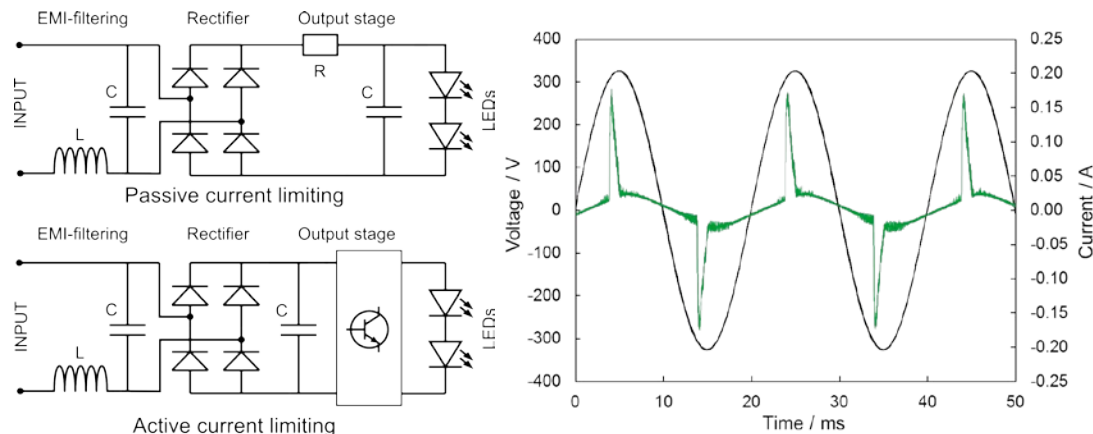 EMI-filtering Rectifier Output stage
INPUT
C
L
R
C
LEDs
Passive current limiting
EMI-filtering Rectifier Output stage
INPUT
C
L
C
LEDs
Active current limiting
Voltage / V
400
300
200
100
0
-100
-200
-300
-400
0.25
0.20
0.15
0.10
0.05
0.00
-0.05
-0.10
-0.15
-0.20
-0.25
Current / A
0 10 20 30 40 50
Time / ms